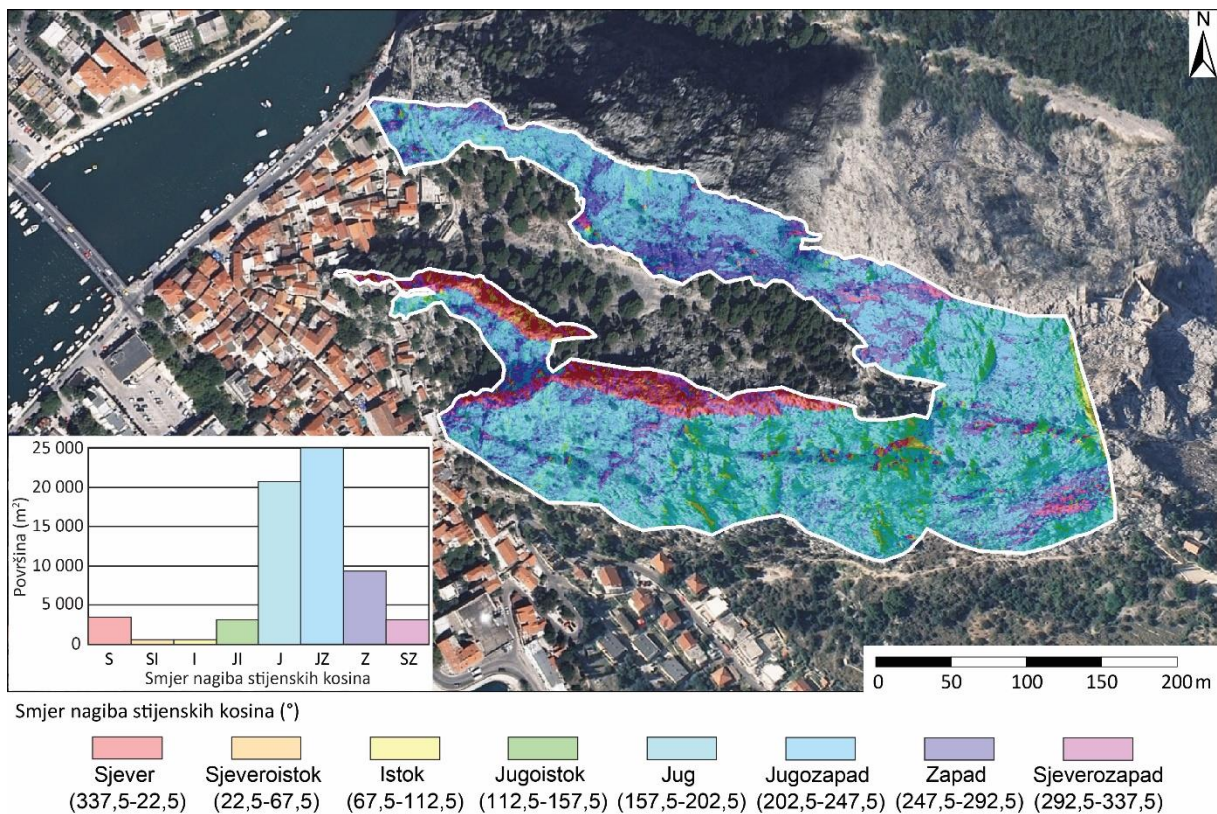 N
25 000
20 000
15 000
10 000
5 000
0
Površina (m²)
S SI I JI J JZ Z SZ
Smjer nagiba stijenskih kosina
0 50 100 150 200 m
Smjer nagiba stijenskih kosina (°)
Sjever Sjeveroistok Istok Jugoistok Jug Jugozapad Zapad Sjeverozapad
(337,5-22,5) (22,5-67,5) (67,5-112,5) (112,5-157,5) (157,5-202,5) (202,5-247,5) (247,5-292,5) (292,5-337,5)